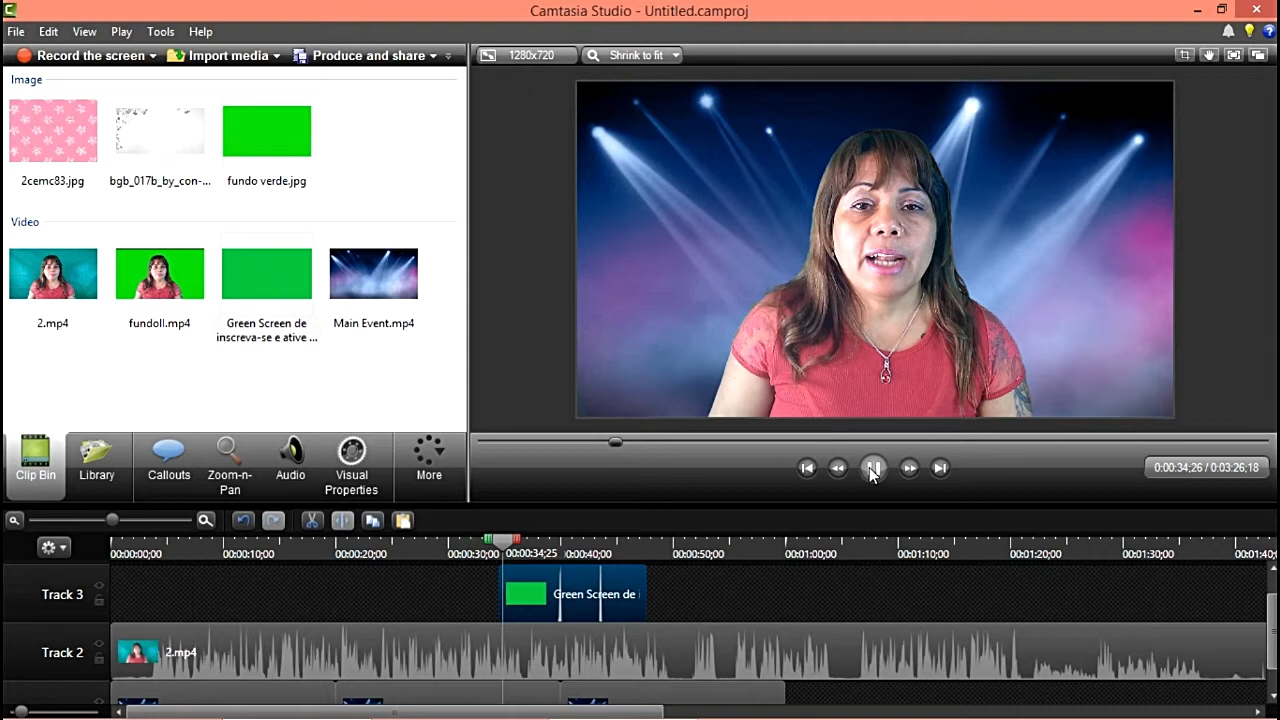 Camtasia Studio - Untitled.camproj
File Edit View Play Tools Help
Record the screen Import media Produce and share
1280x720 Shrink to fit
Image
2cemc83.jpg bgb_017b_by_con-... fundo verde.jpg
Video
2.mp4 fundoll.mp4 Green Screen de inscreva-se e ative ... Main Event.mp4
Clip Bin Library Callouts Zoom-n-Pan Audio Visual Properties More
0:00:34;26 / 0:03:26;18
00:00:00;00 00:00:10;00 00:00:20;00 00:00:30;00 00:00:34;25 0:00:40;00 00:00:50;00 00:01:00;00 00:01:10;00 00:01:20;00 00:01:30;00 00:01:40
Track 3 Green Screen de i
Track 2 2.mp4